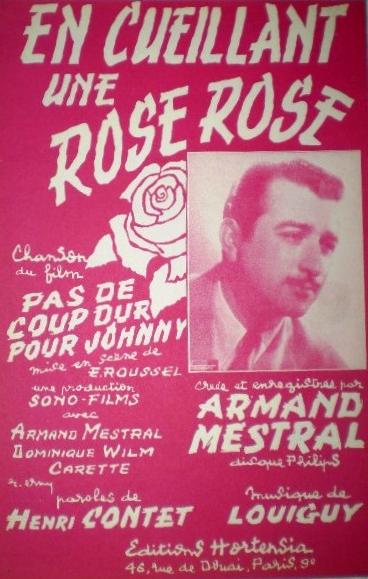 EN CUEILLANT
UNE
ROSE ROSE
Chanson
du film
PAS DE
COUP DUR
POUR JOHNNY
mise en scène de
E. ROUSSEL
une production
SONO-FILMS
avec
ARMAND MESTRAL
DOMINIQUE WILM
CARETTE
créée et enregistrée par
ARMAND
MESTRAL
disque Philips
paroles de
HENRI CONTET
musique de
LOUIGUY
Editions Hortensia
46, rue de Douai, Paris, 9e